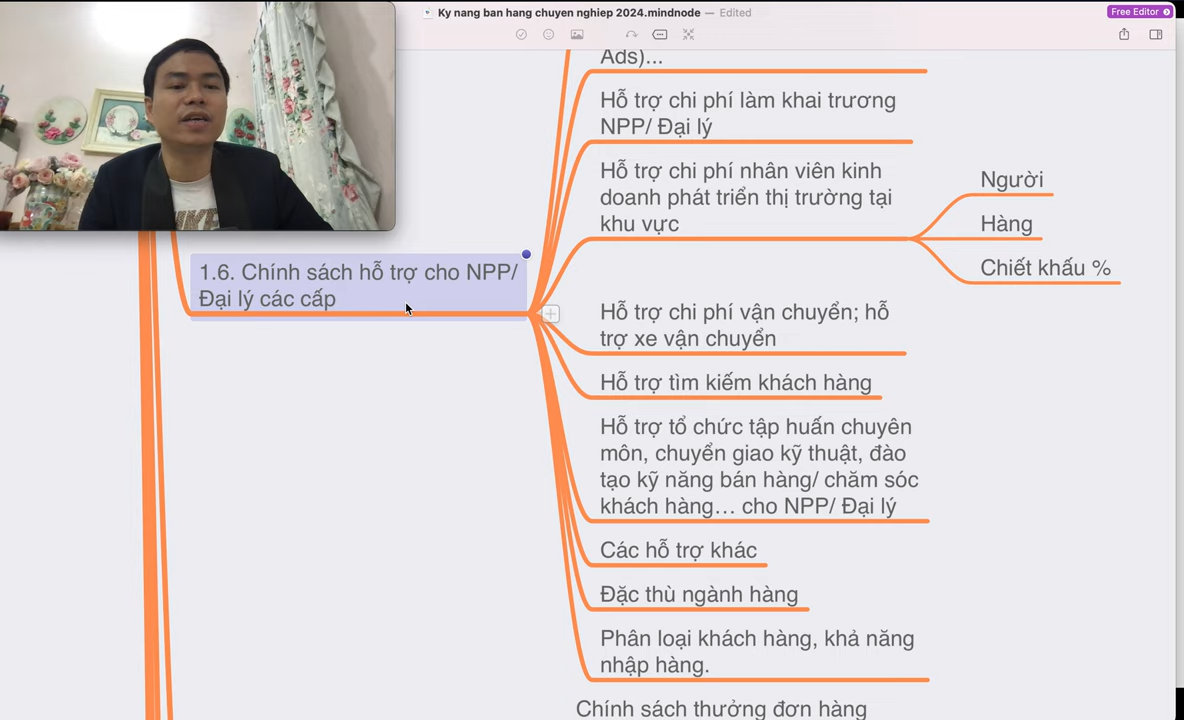 Ky nang ban hang chuyen nghiep 2024.mindnode — Edited
Free Editor
Ads)...
Hỗ trợ chi phí làm khai trương
NPP/ Đại lý
Hỗ trợ chi phí nhân viên kinh
doanh phát triển thị trường tại
khu vực
Người
Hàng
Chiết khấu %
1.6. Chính sách hỗ trợ cho NPP/
Đại lý các cấp
Hỗ trợ chi phí vận chuyển; hỗ
trợ xe vận chuyển
Hỗ trợ tìm kiếm khách hàng
Hỗ trợ tổ chức tập huấn chuyên
môn, chuyển giao kỹ thuật, đào
tạo kỹ năng bán hàng/ chăm sóc
khách hàng... cho NPP/ Đại lý
Các hỗ trợ khác
Đặc thù ngành hàng
Phân loại khách hàng, khả năng
nhập hàng.
Chính sách thưởng đơn hàng